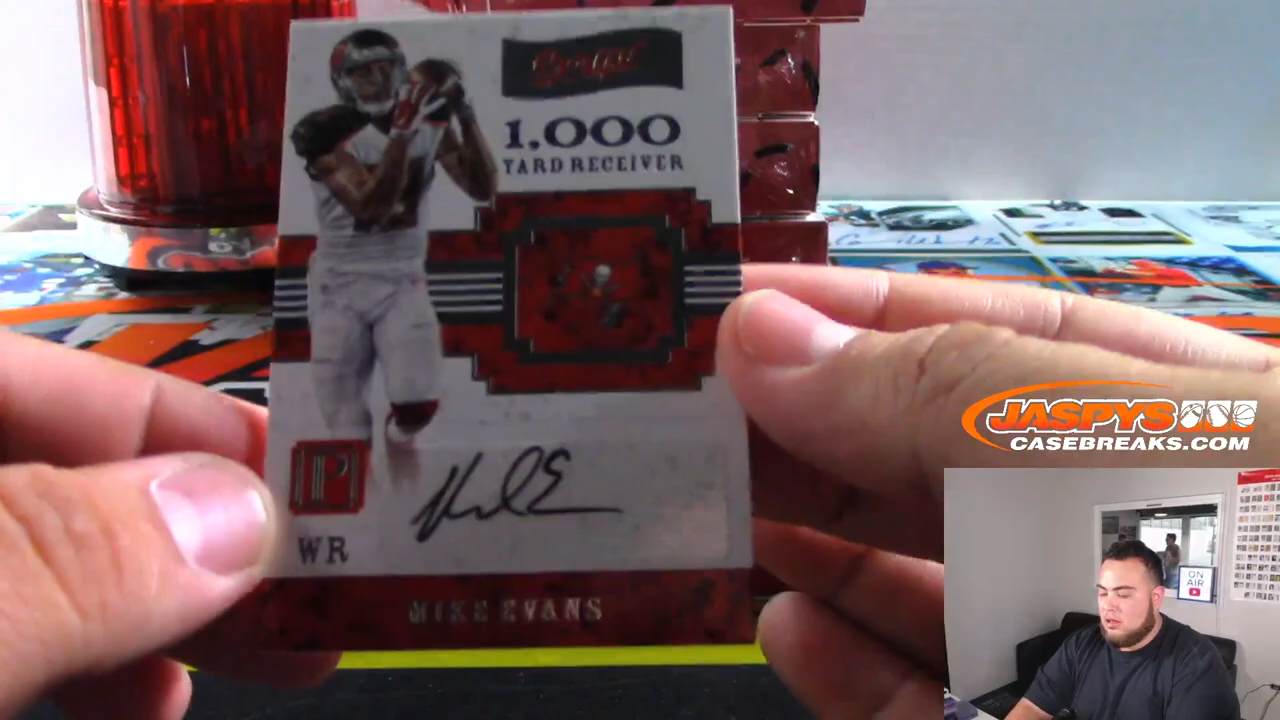 1,000
YARD RECEIVER
P
WR
MIKE EVANS
JASPYS
CASEBREAKS.COM
ON
AIR